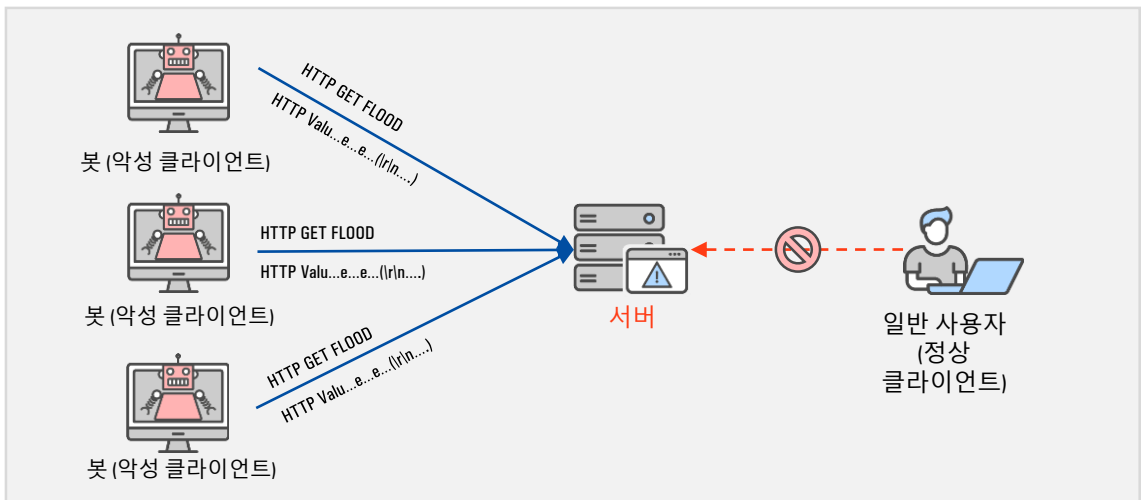 HTTP GET FLOOD
HTTP Valu...e...e...(\r\n....)
봇 (악성 클라이언트)
HTTP GET FLOOD
HTTP Valu...e...e...(\r\n....)
봇 (악성 클라이언트)
HTTP GET FLOOD
HTTP Valu...e...e...(\r\n....)
봇 (악성 클라이언트)
서버
일반 사용자
(정상
클라이언트)